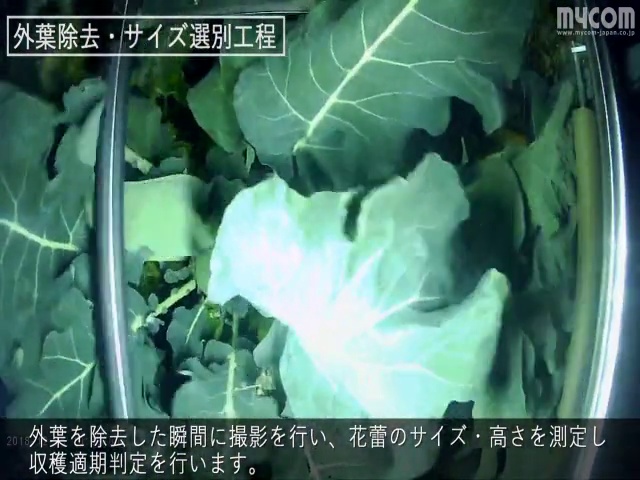 外葉除去・サイズ選別工程
mycom
www.mycom-japan.co.jp
2018
外葉を除去した瞬間に撮影を行い、花蕾のサイズ・高さを測定し
収穫適期判定を行います。